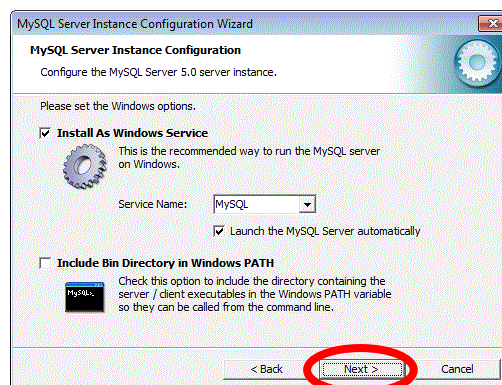 MySQL Server Instance Configuration Wizard
MySQL Server Instance Configuration
Configure the MySQL Server 5.0 server instance.
Please set the Windows options.
Install As Windows Service
This is the recommended way to run the MySQL server
on Windows.
Service Name:
MySQL
Launch the MySQL Server automatically
Include Bin Directory in Windows PATH
MySQL>_
Check this option to include the directory containing the
server / client executables in the Windows PATH variable
so they can be called from the command line.
< Back
Next >
Cancel